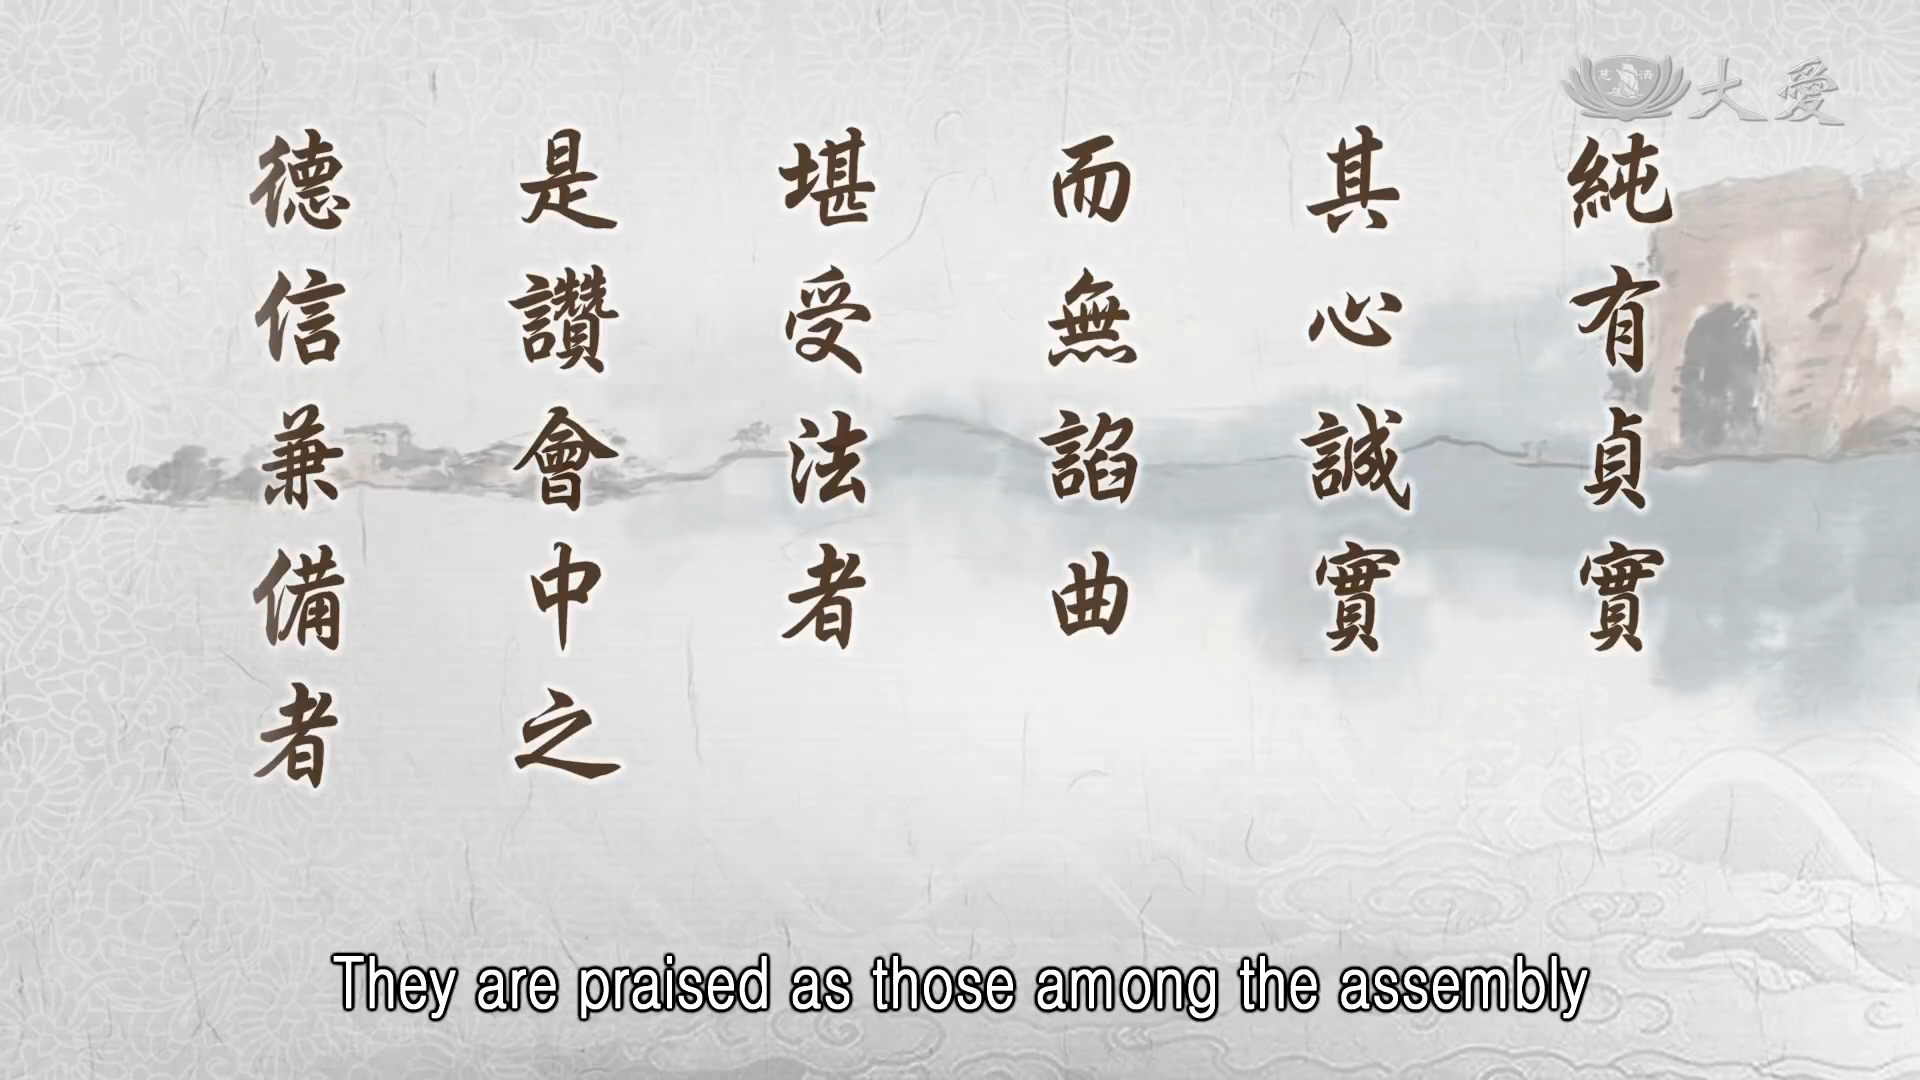 大愛
純有貞實
其心誠實
而無諂曲
堪受法者
是讚會中之
德信兼備者
They are praised as those among the assembly